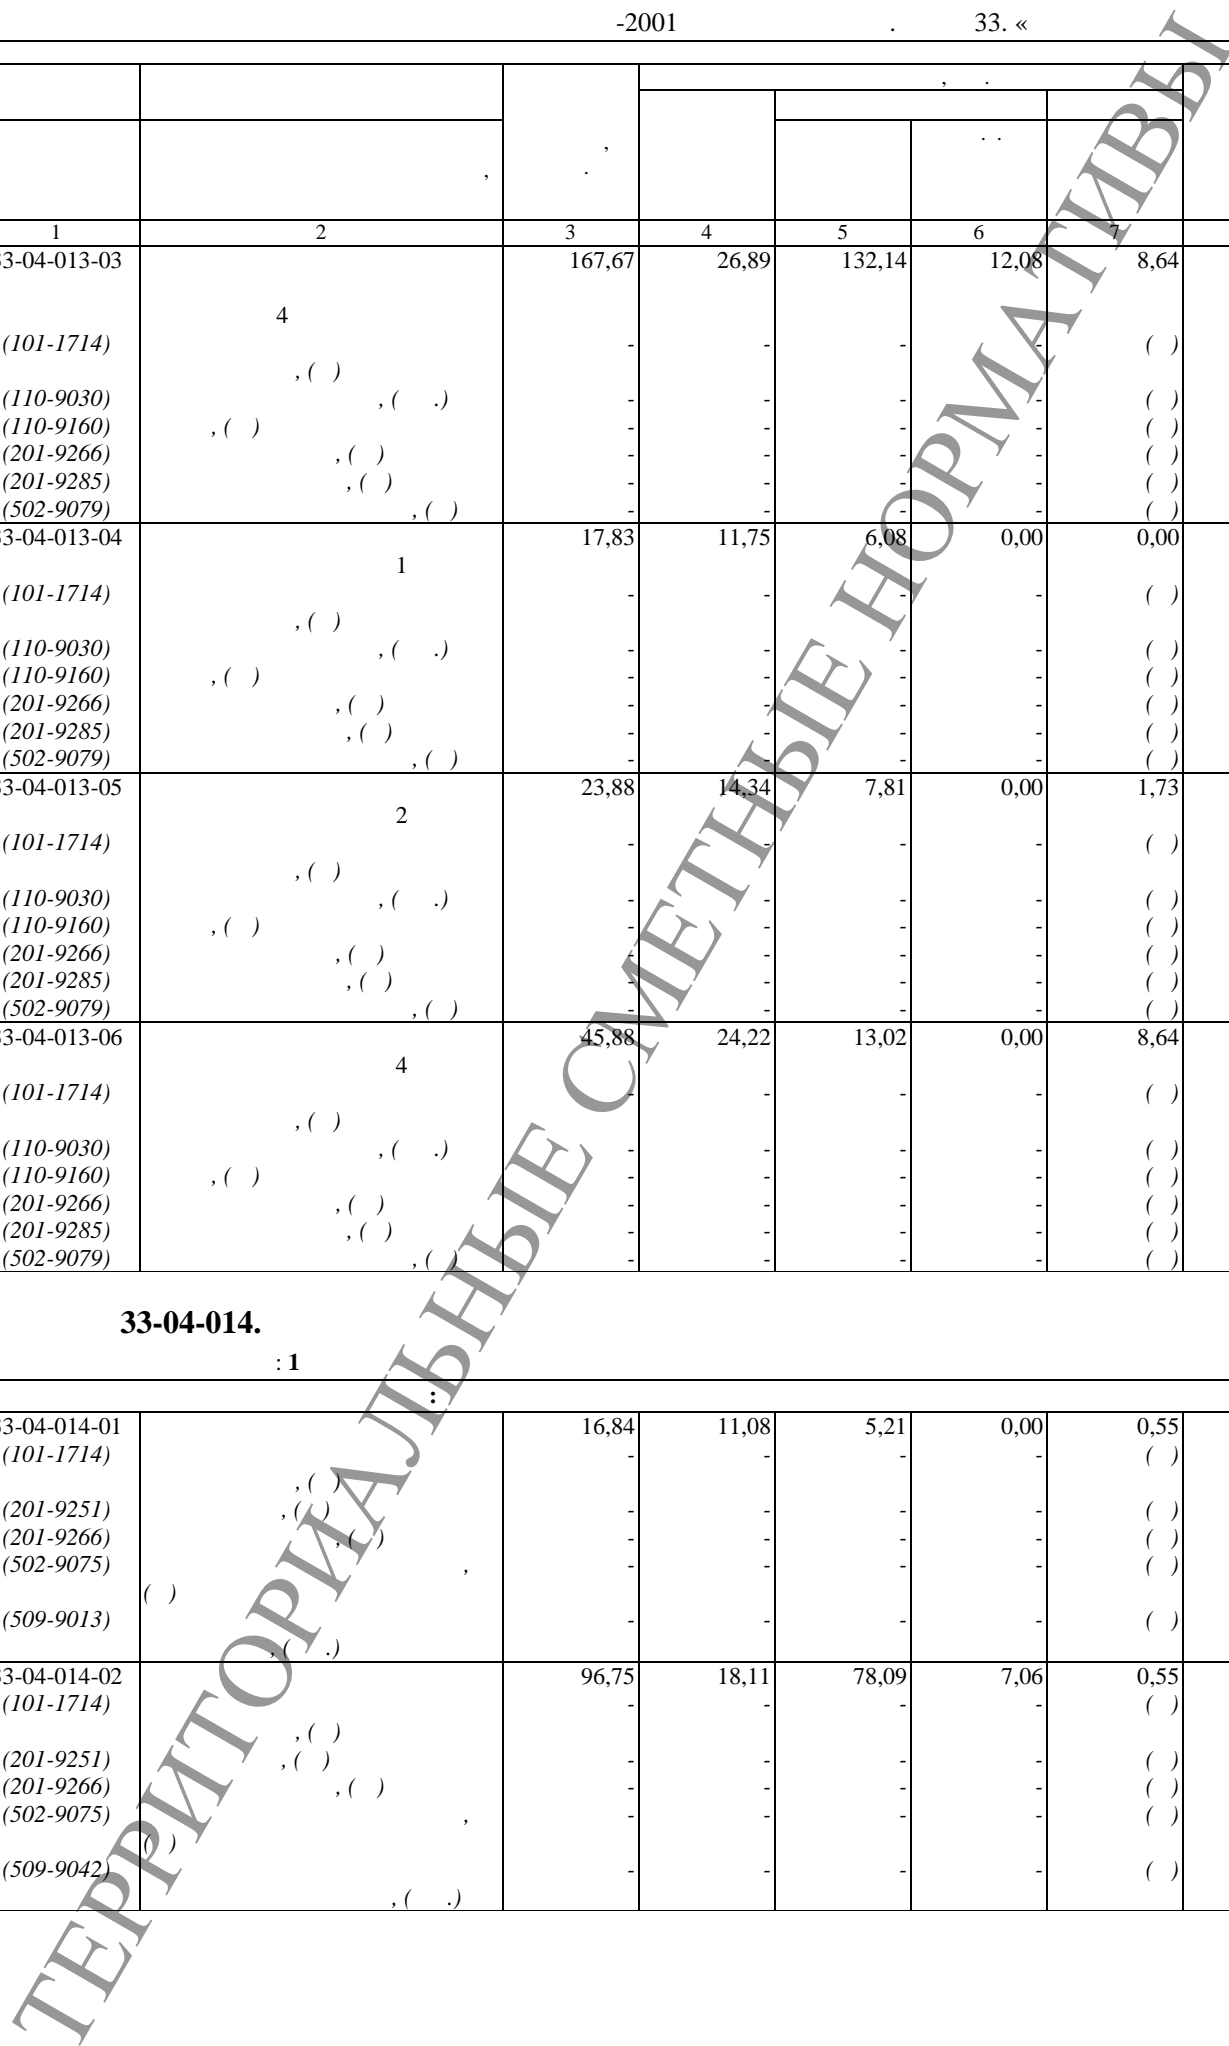 -2001 . 33. «
, .
. .
,
, .
1 2 3 4 5 6 7
3-04-013-03 167,67 26,89 132,14 12,08 8,64
4
(101-1714) - - - - ( )
, ( )
(110-9030) , ( .) - - - - ( )
(110-9160) , ( ) - - - - ( )
(201-9266) , ( ) - - - - ( )
(201-9285) , ( ) - - - - ( )
(502-9079) , ( ) - - - - ( )
3-04-013-04 17,83 11,75 6,08 0,00 0,00
1
(101-1714) - - - - ( )
, ( )
(110-9030) , ( .) - - - - ( )
(110-9160) , ( ) - - - - ( )
(201-9266) , ( ) - - - - ( )
(201-9285) , ( ) - - - - ( )
(502-9079) , ( ) - - - - ( )
3-04-013-05 23,88 14,34 7,81 0,00 1,73
2
(101-1714) - - - - ( )
, ( )
(110-9030) , ( .) - - - - ( )
(110-9160) , ( ) - - - - ( )
(201-9266) , ( ) - - - - ( )
(201-9285) , ( ) - - - - ( )
(502-9079) , ( ) - - - - ( )
3-04-013-06 45,88 24,22 13,02 0,00 8,64
4
(101-1714) - - - - ( )
, ( )
(110-9030) , ( .) - - - - ( )
(110-9160) , ( ) - - - - ( )
(201-9266) , ( ) - - - - ( )
(201-9285) , ( ) - - - - ( )
(502-9079) , ( ) - - - - ( )
33-04-014.
: 1
:
3-04-014-01 16,84 11,08 5,21 0,00 0,55
(101-1714) - - - - ( )
, ( )
(201-9251) , ( ) - - - - ( )
(201-9266) , ( ) - - - - ( )
(502-9075) , - - - - ( )
( )
(509-9013) - - - - ( )
, ( .)
3-04-014-02 96,75 18,11 78,09 7,06 0,55
(101-1714) - - - - ( )
, ( )
(201-9251) , ( ) - - - - ( )
(201-9266) , ( ) - - - - ( )
(502-9075) , - - - - ( )
( )
(509-9042) - - - - ( )
, ( .)
ТЕРРИТОРИАЛЬНЫЕ СМЕТНЫЕ НОРМАТИВЫ